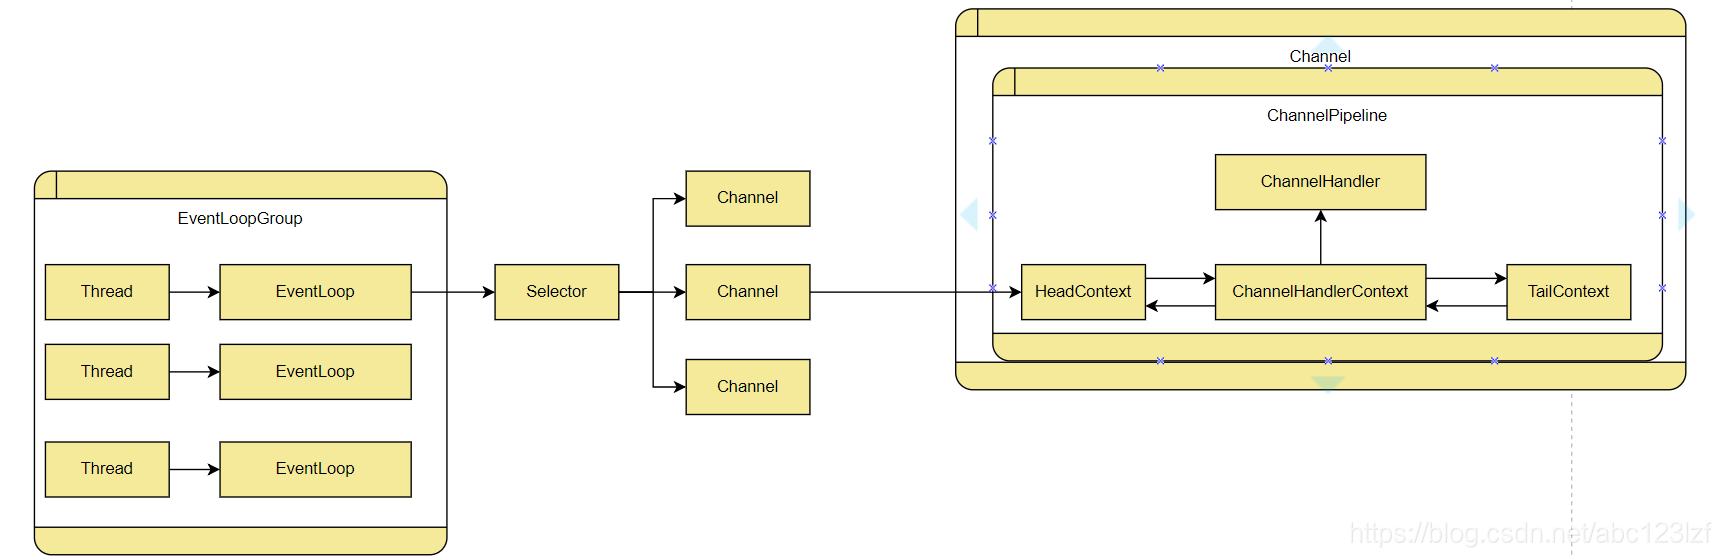 EventLoopGroup
Thread
EventLoop
Thread
EventLoop
Thread
EventLoop
Selector
Channel
Channel
Channel
Channel
ChannelPipeline
ChannelHandler
HeadContext
ChannelHandlerContext
TailContext
https://blog.csdn.net/abc123lzf